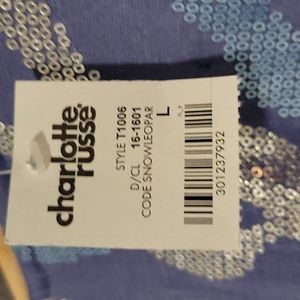 charlotte
russe
STYLE T1006
D/CL 16-1601
CODE SNOWLEOPAR
L
301237932